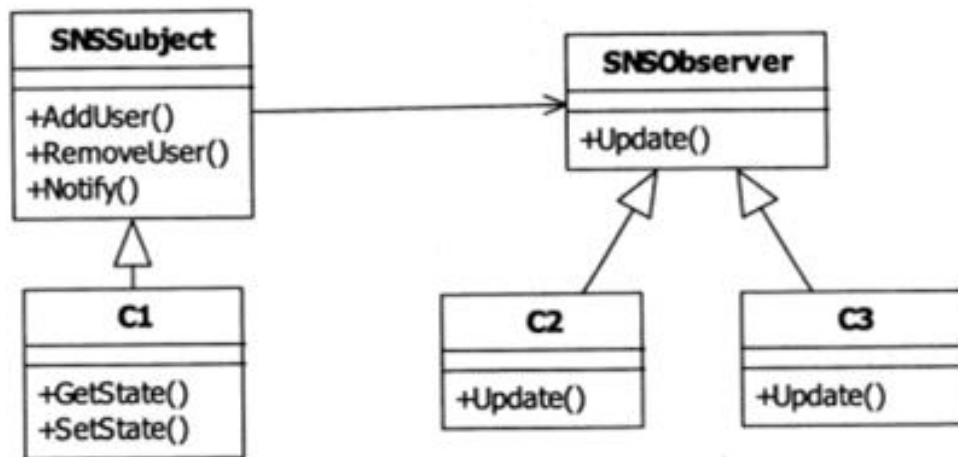 SNSSubject
+AddUser()
+RemoveUser()
+Notify()
SNSObserver
+Update()
C1
+GetState()
+SetState()
C2
+Update()
C3
+Update()